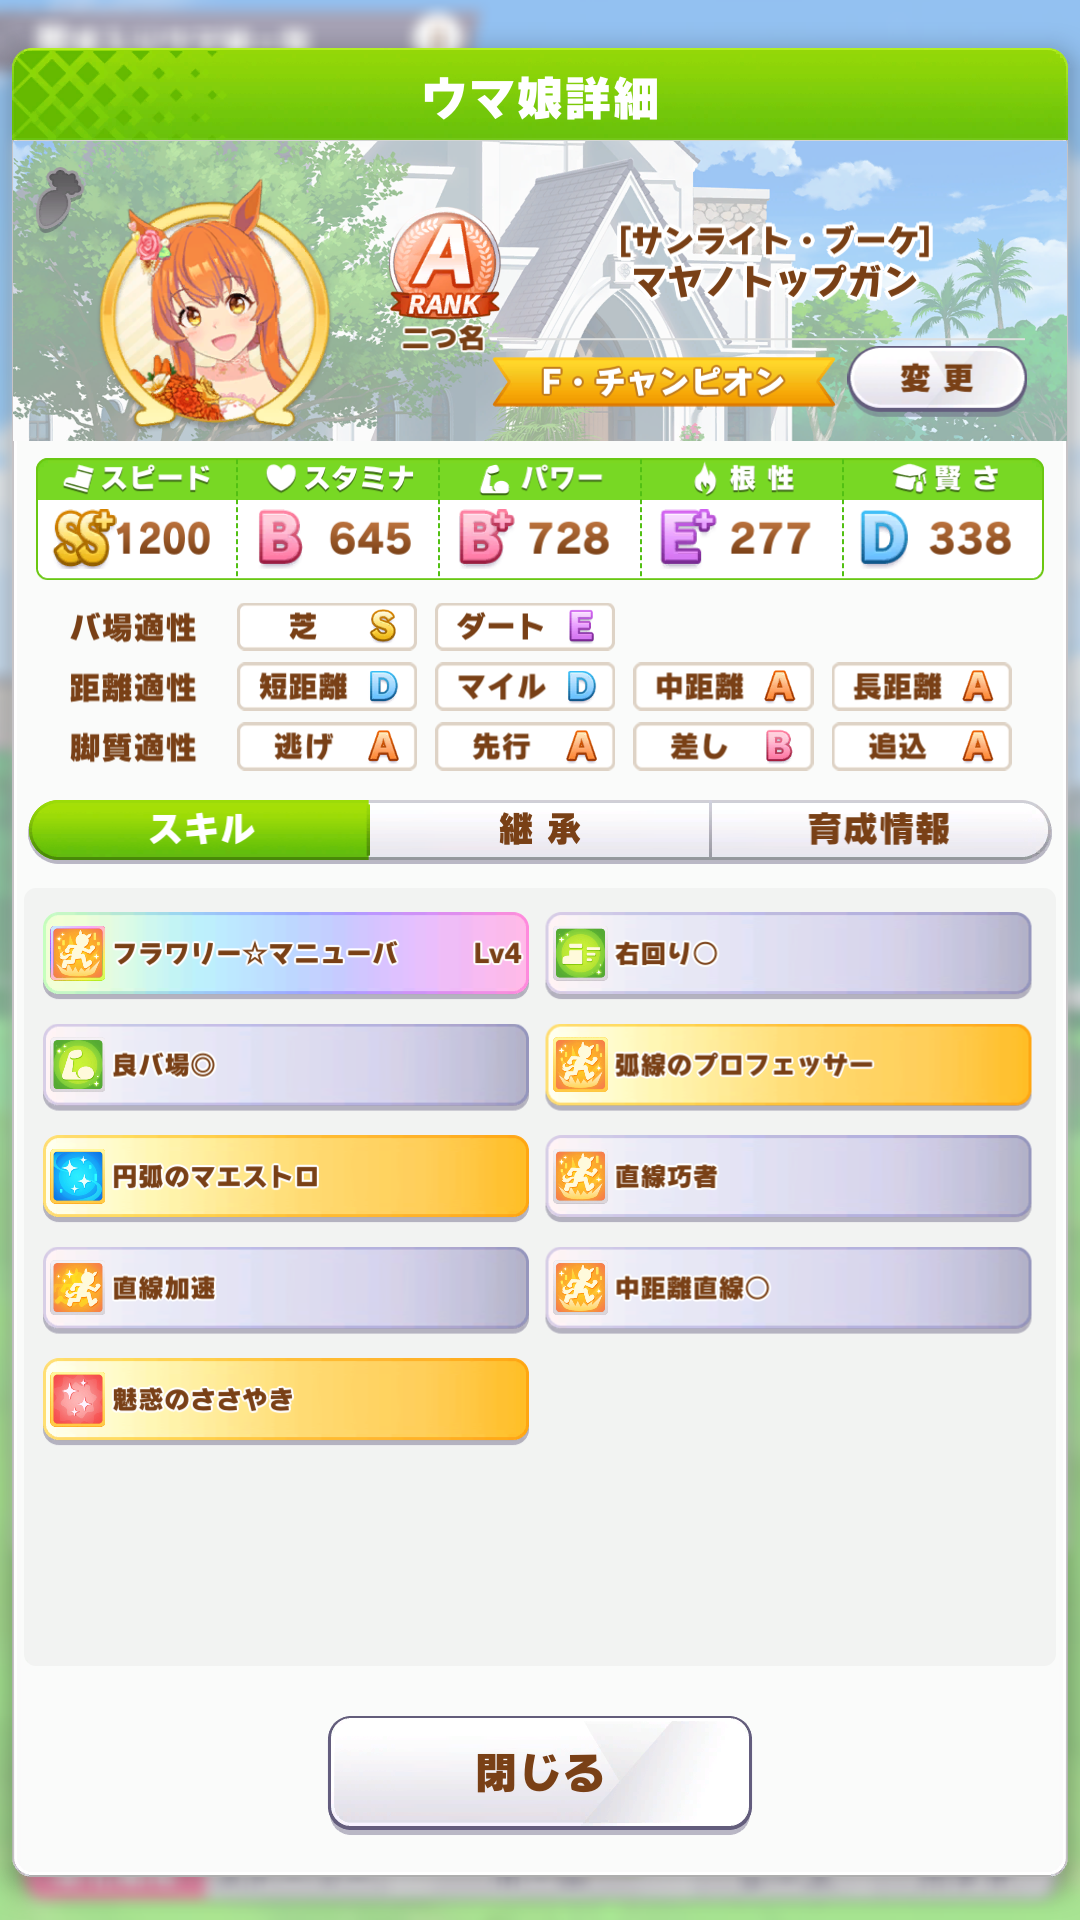 ウマ娘詳細
A
RANK
二つ名
[サンライト・ブーケ]
マヤノトップガン
F・チャンピオン
変更
スピード スタミナ パワー 根性 賢さ
SS+ 1200 B 645 B+ 728 E+ 277 D 338
バ場適性 芝 S ダート E
距離適性 短距離 D マイル D 中距離 A 長距離 A
脚質適性 逃げ A 先行 A 差し B 追込 A
スキル 継承 育成情報
フラワリー☆マニューバ Lv4 右回り○
良バ場◎ 弧線のプロフェッサー
円弧のマエストロ 直線巧者
直線加速 中距離直線○
魅惑のささやき
閉じる